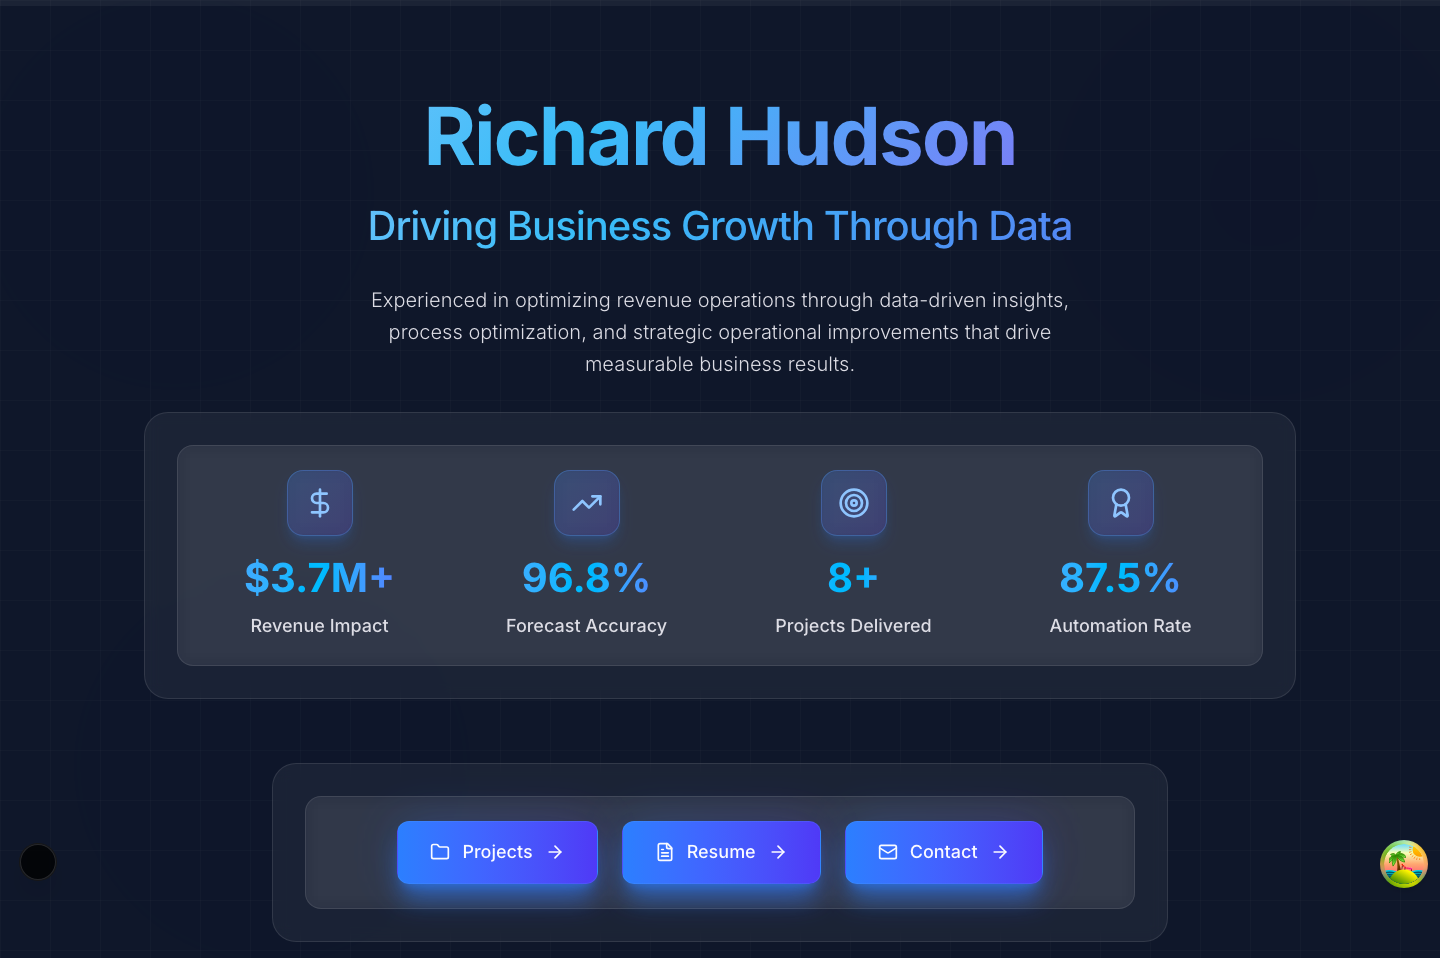 Richard Hudson
Driving Business Growth Through Data
Experienced in optimizing revenue operations through data-driven insights,
process optimization, and strategic operational improvements that drive
measurable business results.
$3.7M+
Revenue Impact
96.8%
Forecast Accuracy
8+
Projects Delivered
87.5%
Automation Rate
Projects
Resume
Contact